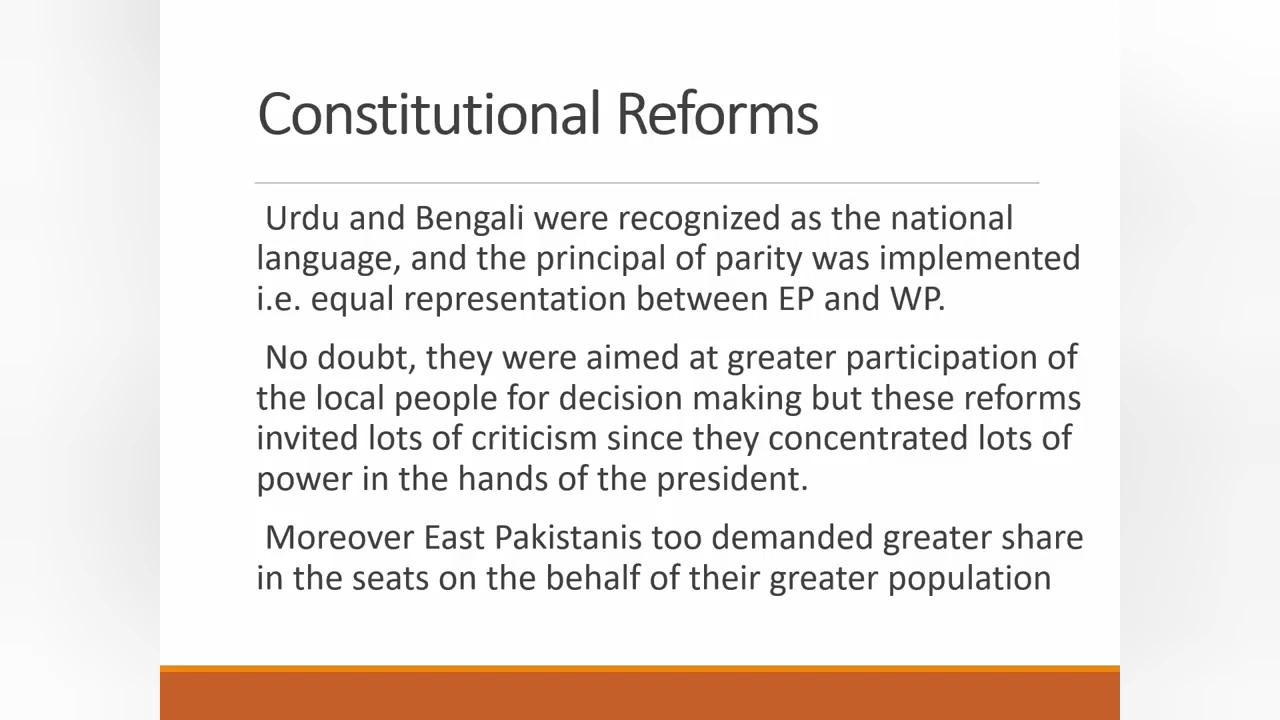 Constitutional Reforms
Urdu and Bengali were recognized as the national
language, and the principal of parity was implemented
i.e. equal representation between EP and WP.
No doubt, they were aimed at greater participation of
the local people for decision making but these reforms
invited lots of criticism since they concentrated lots of
power in the hands of the president.
Moreover East Pakistanis too demanded greater share
in the seats on the behalf of their greater population